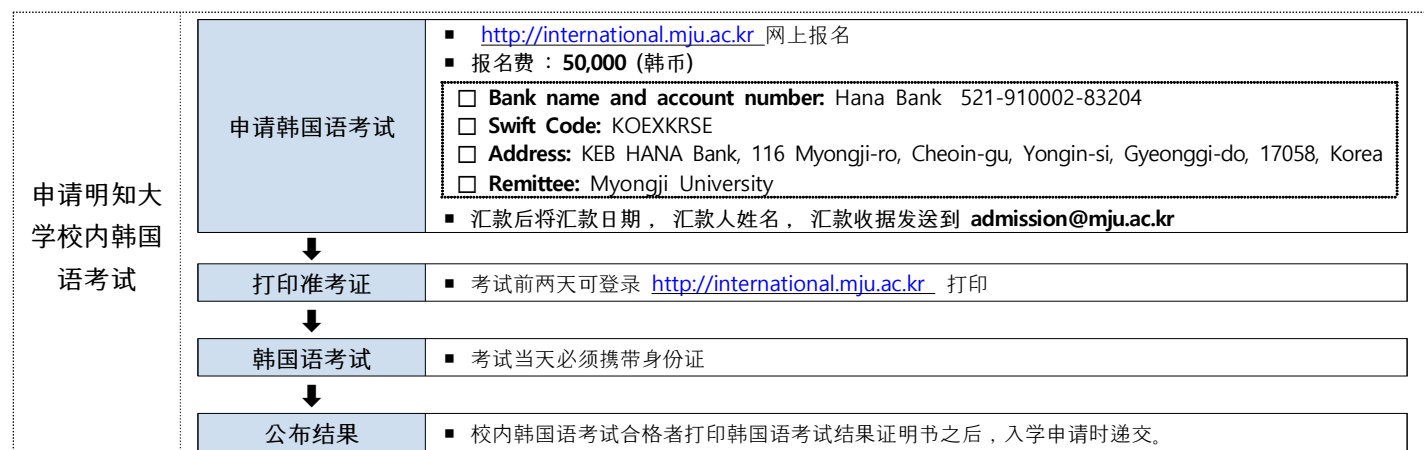 申请明知大
学校内韩国
语考试
申请韩国语考试
■ http://international.mju.ac.kr 网上报名
■ 报名费 : 50,000 (韩币)
□ Bank name and account number: Hana Bank 521-910002-83204
□ Swift Code: KOEXKRSE
□ Address: KEB HANA Bank, 116 Myongji-ro, Cheoin-gu, Yongin-si, Gyeonggi-do, 17058, Korea
□ Remittee: Myongji University
■ 汇款后将汇款日期 , 汇款人姓名 , 汇款收据发送到 admission@mju.ac.kr
打印准考证
■ 考试前两天可登录 http://international.mju.ac.kr 打印
韩国语考试
■ 考试当天必须携带身份证
公布结果
■ 校内韩国语考试合格者打印韩国语考试结果证明书之后 , 入学申请时递交。